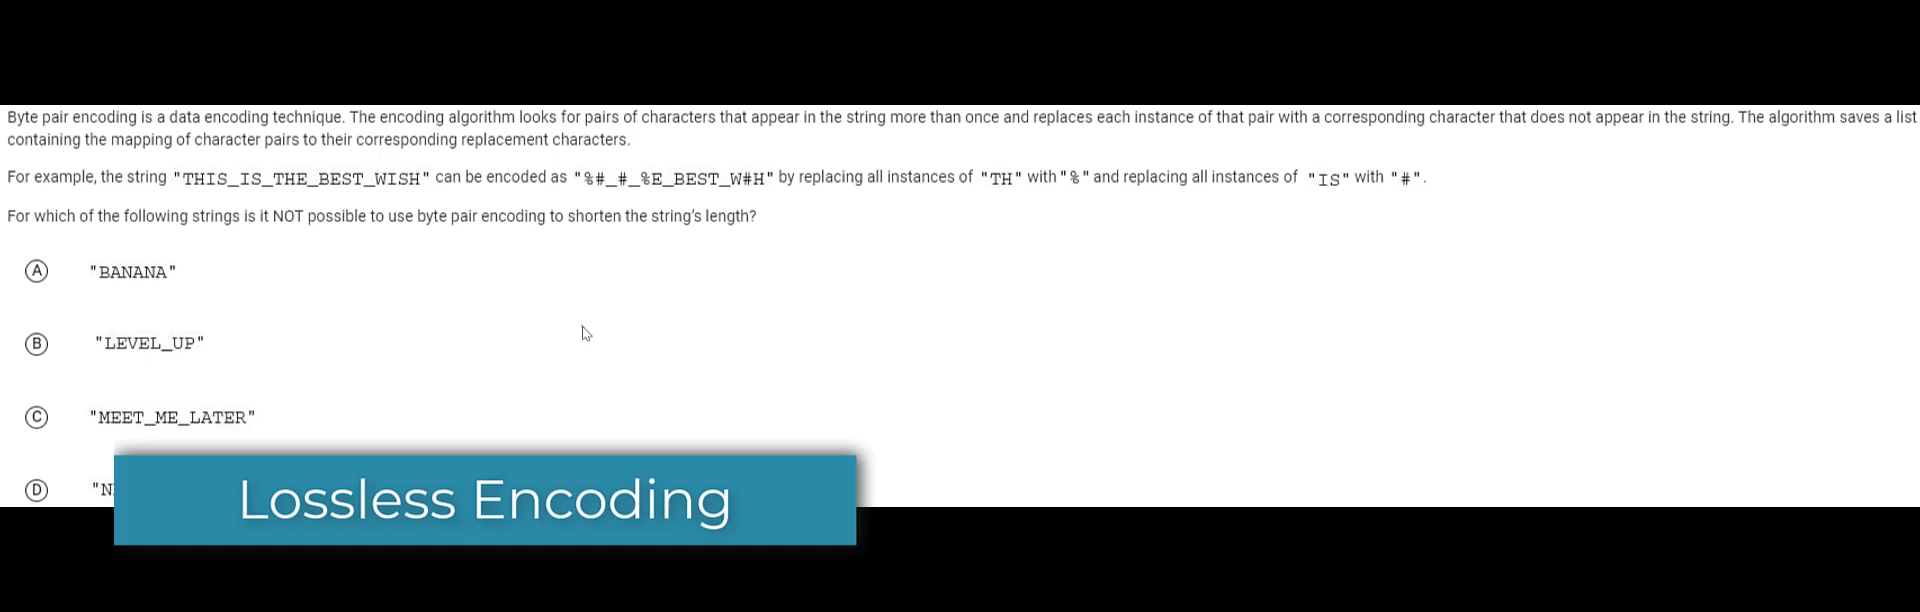 Byte pair encoding is a data encoding technique. The encoding algorithm looks for pairs of characters that appear in the string more than once and replaces each instance of that pair with a corresponding character that does not appear in the string. The algorithm saves a list
containing the mapping of character pairs to their corresponding replacement characters.
For example, the string "THIS_IS_THE_BEST_WISH" can be encoded as "%#_#_%E_BEST_W#H" by replacing all instances of "TH" with "%" and replacing all instances of "IS" with "#".
For which of the following strings is it NOT possible to use byte pair encoding to shorten the string's length?
A "BANANA"
B "LEVEL_UP"
C "MEET_ME_LATER"
D
Lossless Encoding